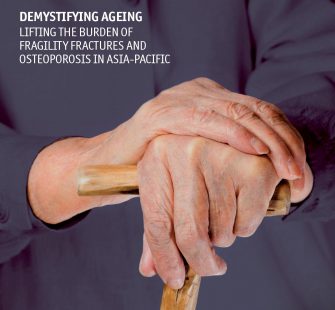 DEMYSTIFYING AGEING
LIFTING THE BURDEN OF
FRAGILITY FRACTURES AND
OSTEOPOROSIS IN ASIA-PACIFIC